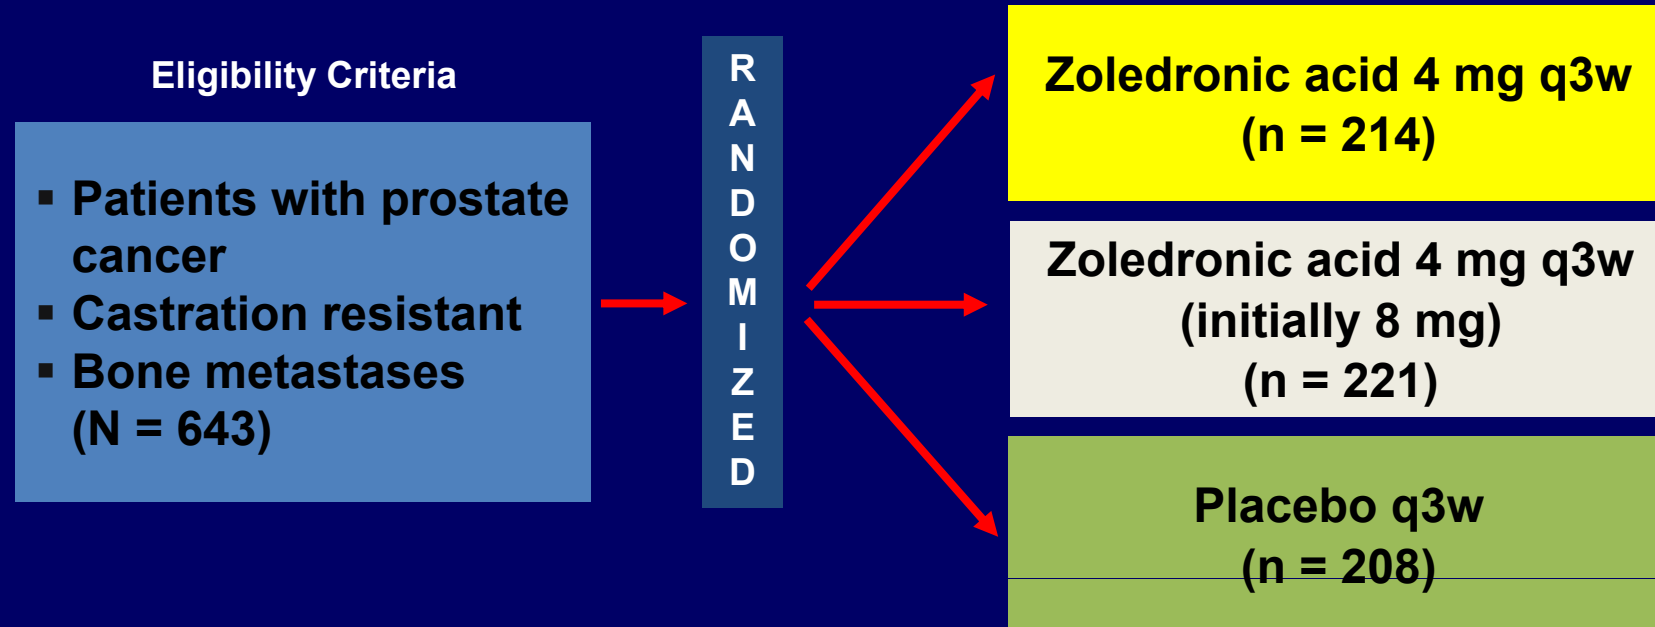 Eligibility Criteria
▪ Patients with prostate
cancer
▪ Castration resistant
▪ Bone metastases
(N = 643)
R
A
N
D
O
M
I
Z
E
D
Zoledronic acid 4 mg q3w
(n = 214)
Zoledronic acid 4 mg q3w
(initially 8 mg)
(n = 221)
Placebo q3w
(n = 208)